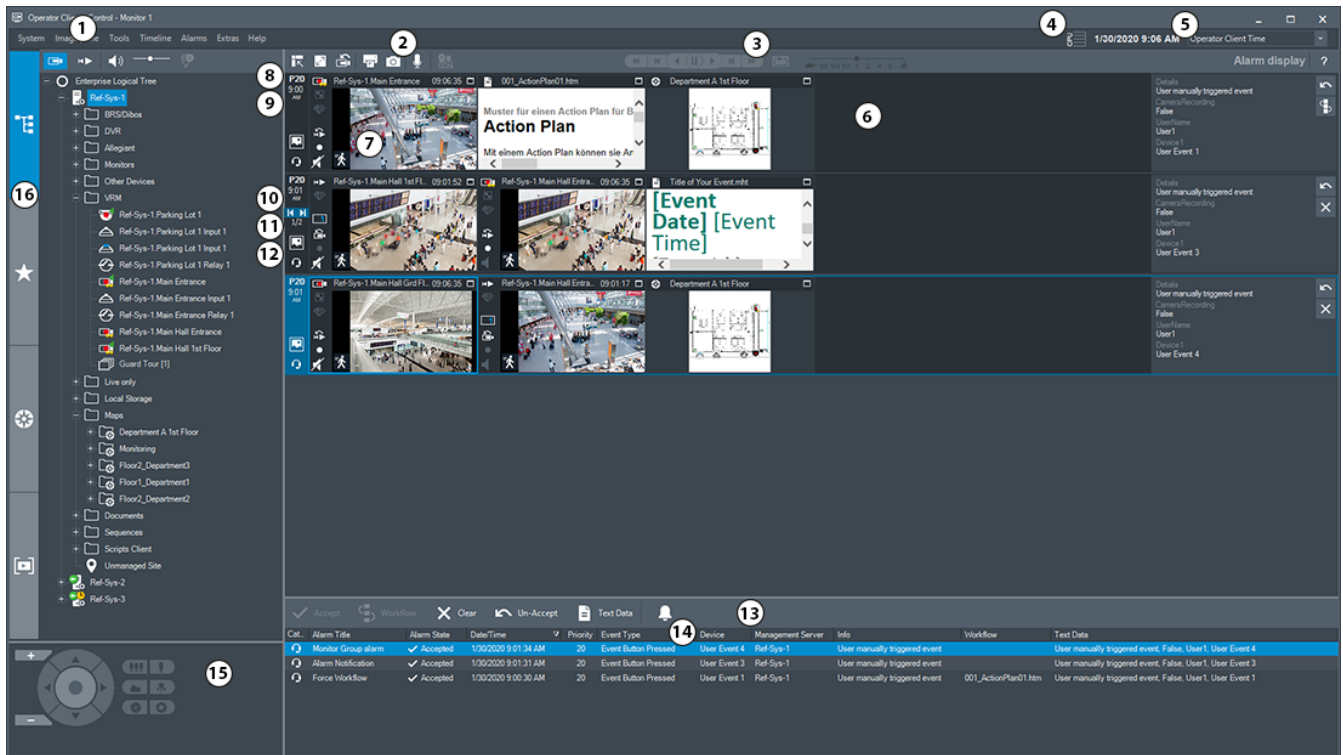 Operator Client
Control - Monitor 1
1
4
5
System
Tools
Timeline
Alarms
Extras
Help
2
3
1/30/2020 9:06 AM
Operator Client Time
Alarm display ?
Enterprise Logical Tree
Ref-Sys-1
BRS/Dibos
DVR
Allegiant
Monitors
Other Devices
VRM
Ref-Sys-1.Parking Lot 1
Ref-Sys-1.Parking Lot 1 Input 1
Ref-Sys-1.Parking Lot 1 Input 1
Ref-Sys-1.Parking Lot 1 Relay 1
Ref-Sys-1.Main Entrance
Ref-Sys-1.Main Entrance Input 1
Ref-Sys-1.Main Entrance Relay 1
Ref-Sys-1.Main Hall Entrance
Ref-Sys-1.Main Hall 1st Floor
Guard Tour [1]
Live only
Local Storage
Maps
Department A 1st Floor
Monitoring
Floor2_Department3
Floor1_Department1
Floor2_Department2
Documents
Sequences
Scripts Client
Unmanaged Site
Ref-Sys-2
Ref-Sys-3
16
8
9
10
11
12
P20
9:00
AM
Ref-Sys-1.Main Entrance 09:06:35
001_ActionPlan01.htm
Department A 1st Floor
7
Muster für einen Action Plan für B
Action Plan
Mit einem Action Plan können sie Ar
6
Details
User manually triggered event
CameraRecording
False
UserName
User1
Device1
User Event 1
P20
9:01
AM
1/2
Ref-Sys-1.Main Hall 1st Fl.. 09:01:52
Ref-Sys-1.Main Hall Entra.. 09:06:35
Title of Your Event.mht
[Event
Date] [Event
Time]
Details
User manually triggered event
CameraRecording
False
UserName
User1
Device1
User Event 3
P20
9:01
AM
Ref-Sys-1.Main Hall Grd Fl.. 09:06:35
Ref-Sys-1.Main Hall Entra.. 09:01:17
Department A 1st Floor
Details
User manually triggered event
CameraRecording
False
UserName
User1
Device1
User Event 4
Accept
Workflow
Clear
Un-Accept
Text Data
13
Cat.. Alarm Title Alarm State Date/Time Priority Event Type 14 Device Management Server Info Workflow Text Data
Monitor Group alarm Accepted 1/30/2020 9:01:34 AM 20 Event Button Pressed User Event 4 Ref-Sys-1 User manually triggered event User manually triggered event, False, User1, User Event 4
Alarm Notification Accepted 1/30/2020 9:01:31 AM 20 Event Button Pressed User Event 3 Ref-Sys-1 User manually triggered event User manually triggered event, False, User1, User Event 3
Force Workflow Accepted 1/30/2020 9:00:30 AM 20 Event Button Pressed User Event 1 Ref-Sys-1 User manually triggered event 001_ActionPlan01.htm User manually triggered event, False, User1, User Event 1
15